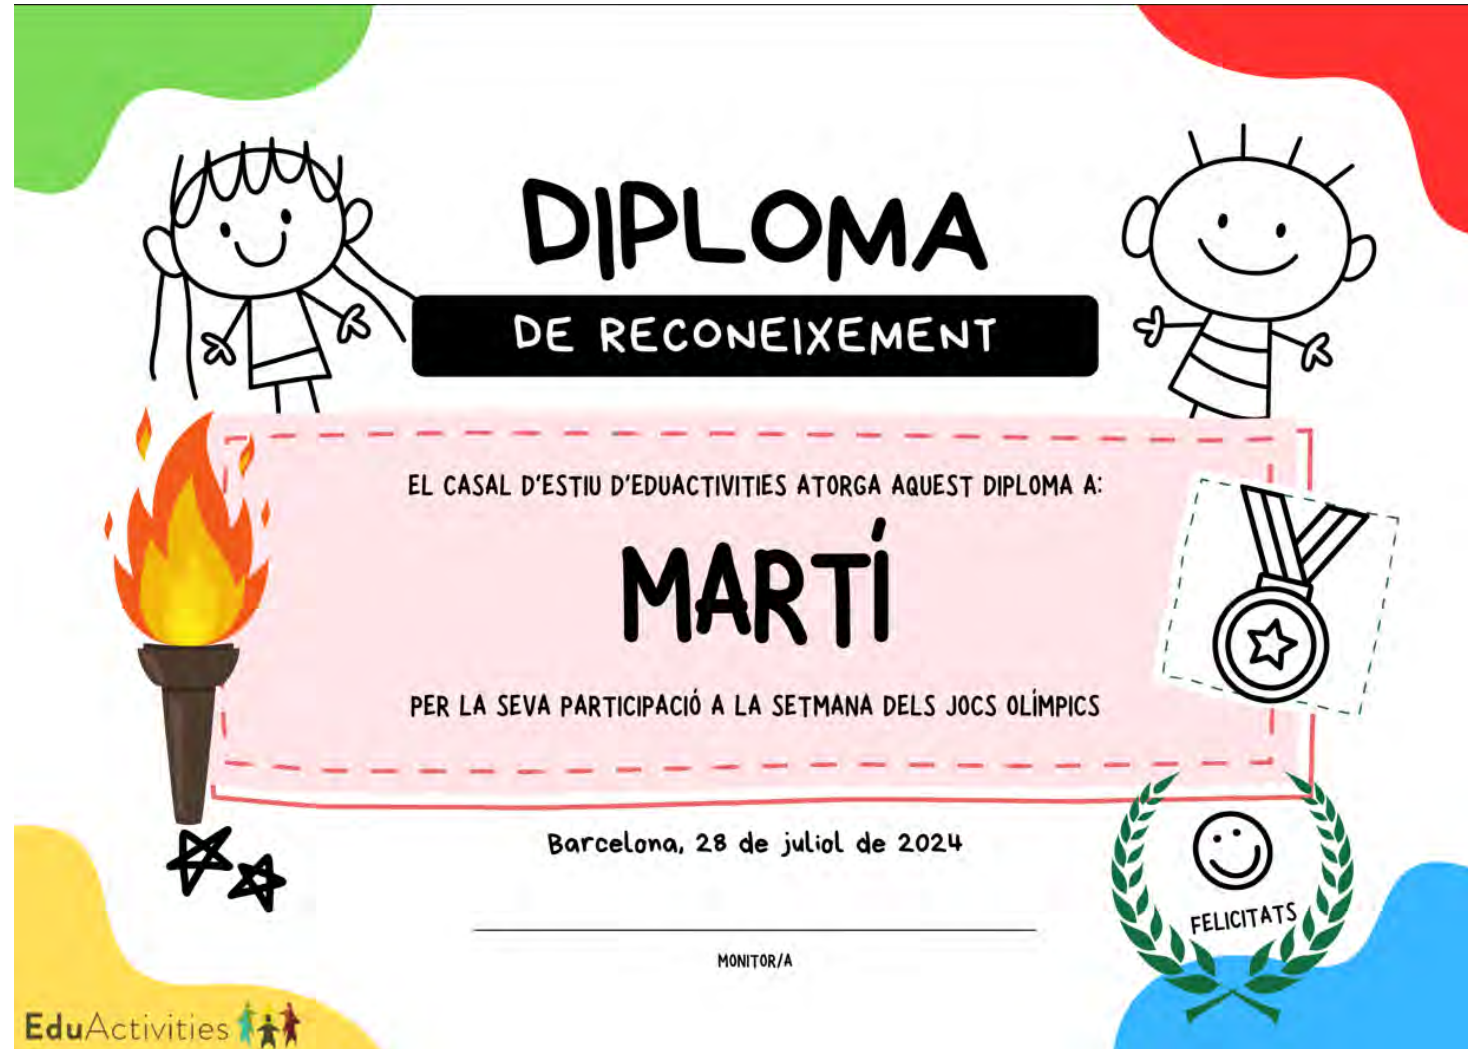 DIPLOMA
DE RECONEIXEMENT
EL CASAL D'ESTIU D'EDUACTIVITIES ATORGA AQUEST DIPLOMA A:
MARTÍ
PER LA SEVA PARTICIPACIÓ A LA SETMANA DELS JOCS OLÍMPICS
Barcelona, 28 de juliol de 2024
FELICITATS
MONITOR/A
EduActivities